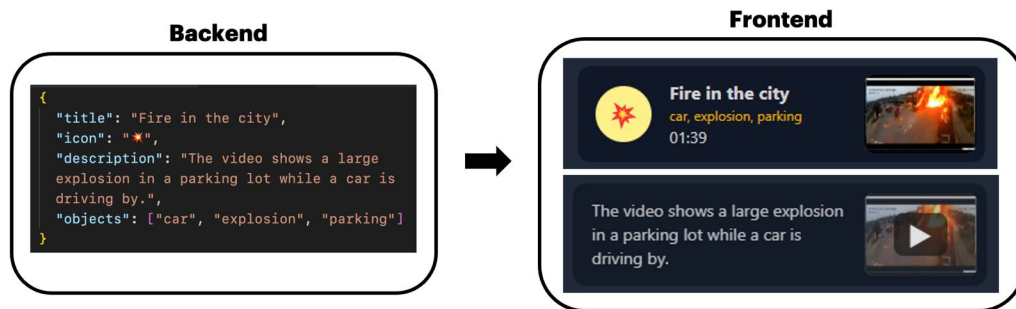 Backend
{
"title": "Fire in the city",
"icon": "💥",
"description": "The video shows a large
explosion in a parking lot while a car is
driving by.",
"objects": ["car", "explosion", "parking"]
}
Frontend
Fire in the city
car, explosion, parking
01:39
The video shows a large explosion
in a parking lot while a car is
driving by.